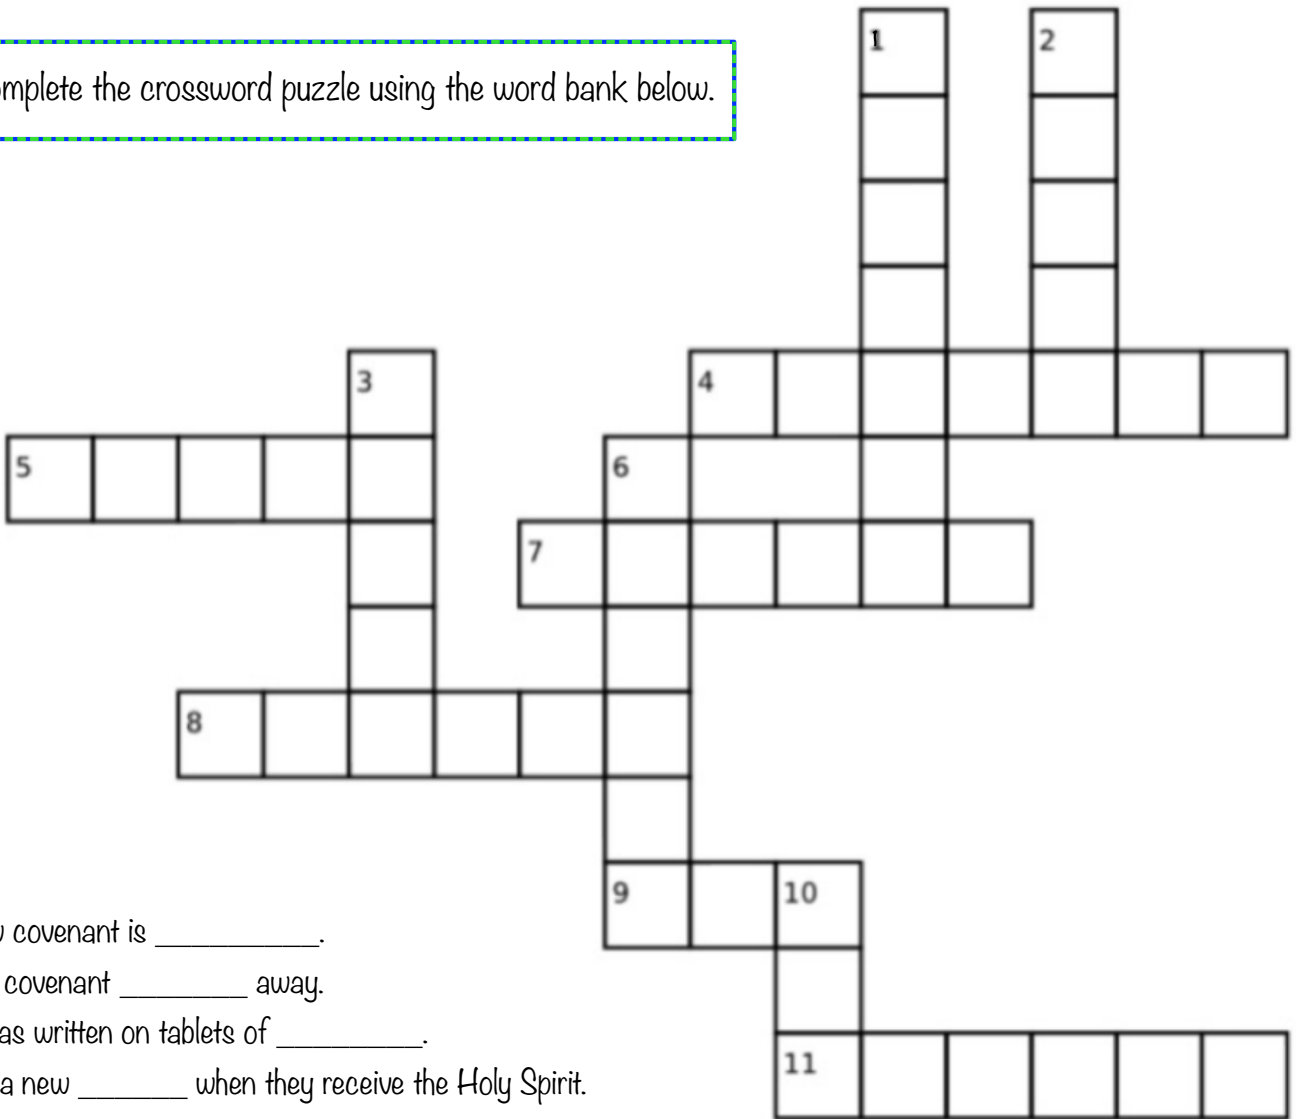 mplete the crossword puzzle using the word bank below.
1 2
3 4
5 6
7
8
9 10
covenant is _________.
covenant _______ away.
as written on tablets of ________.
11
a new ______ when they receive the Holy Spirit.